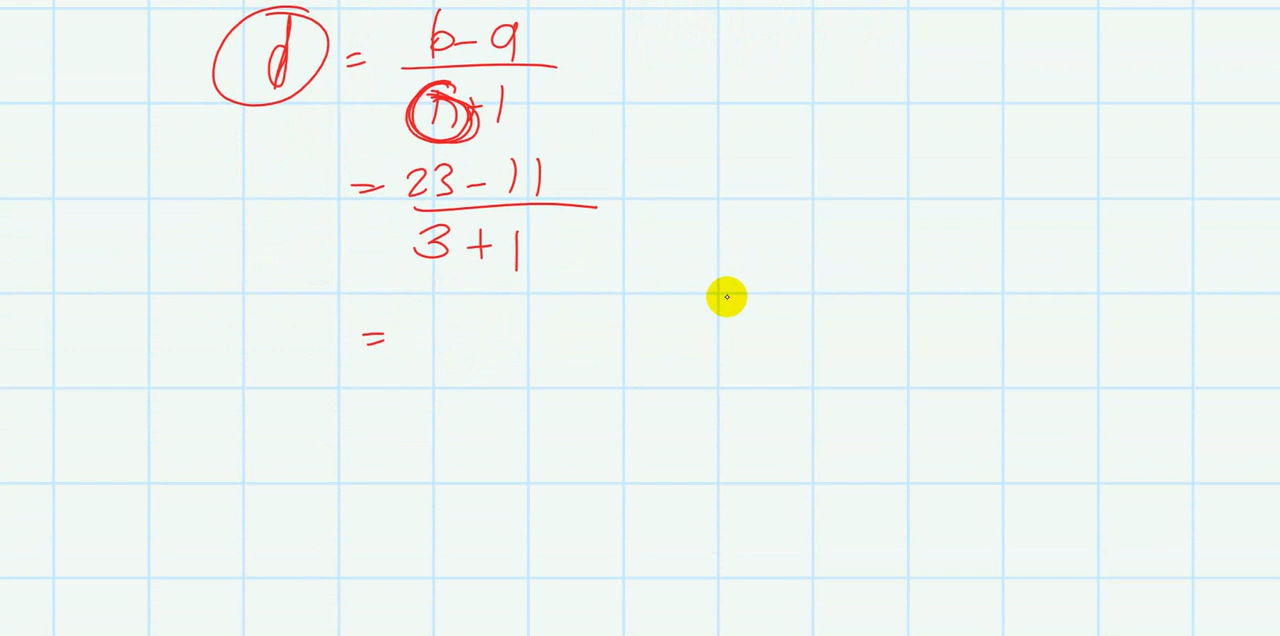 d = b - a
n + 1
= 23 - 11
3 + 1
=